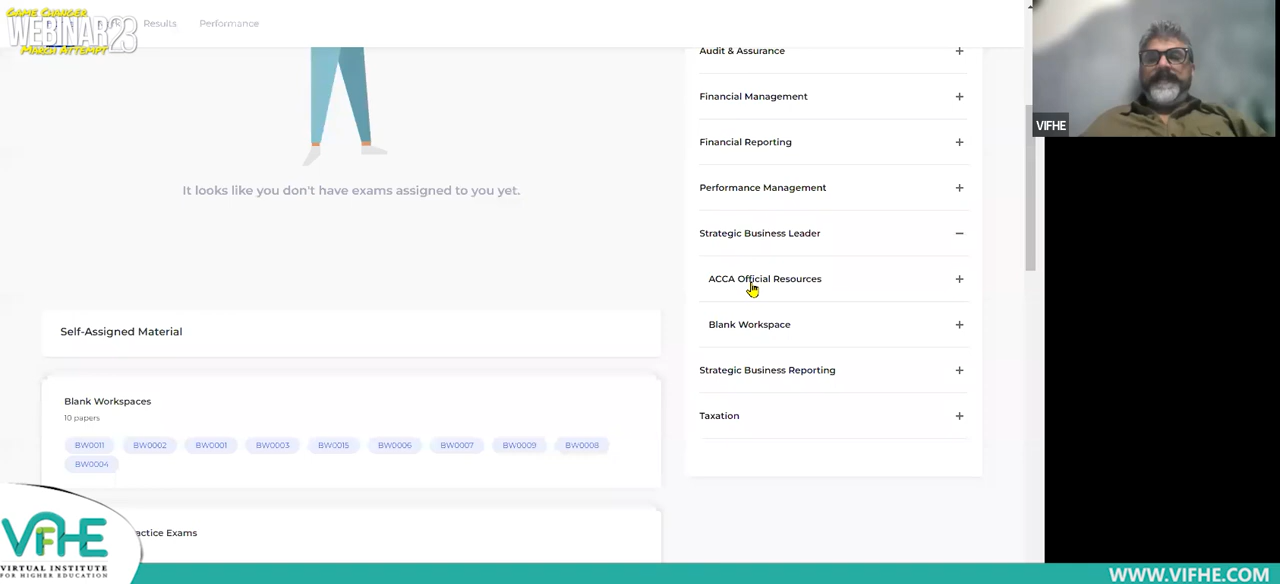 GAME CHANGER
WEBINAR 23
MARCH ATTEMPT
Results
Performance
Audit & Assurance
Financial Management
Financial Reporting
Performance Management
Strategic Business Leader
ACCA Official Resources
Blank Workspace
Strategic Business Reporting
Taxation
It looks like you don't have exams assigned to you yet.
Self-Assigned Material
Blank Workspaces
10 papers
BW0011 BW0002 BW0001 BW0003 BW0015 BW0006 BW0007 BW0009 BW0008
BW0004
actice Exams
VIFHE
VIFHE
VIRTUAL INSTITUTE
FOR HIGHER EDUCATION
WWW.VIFHE.COM